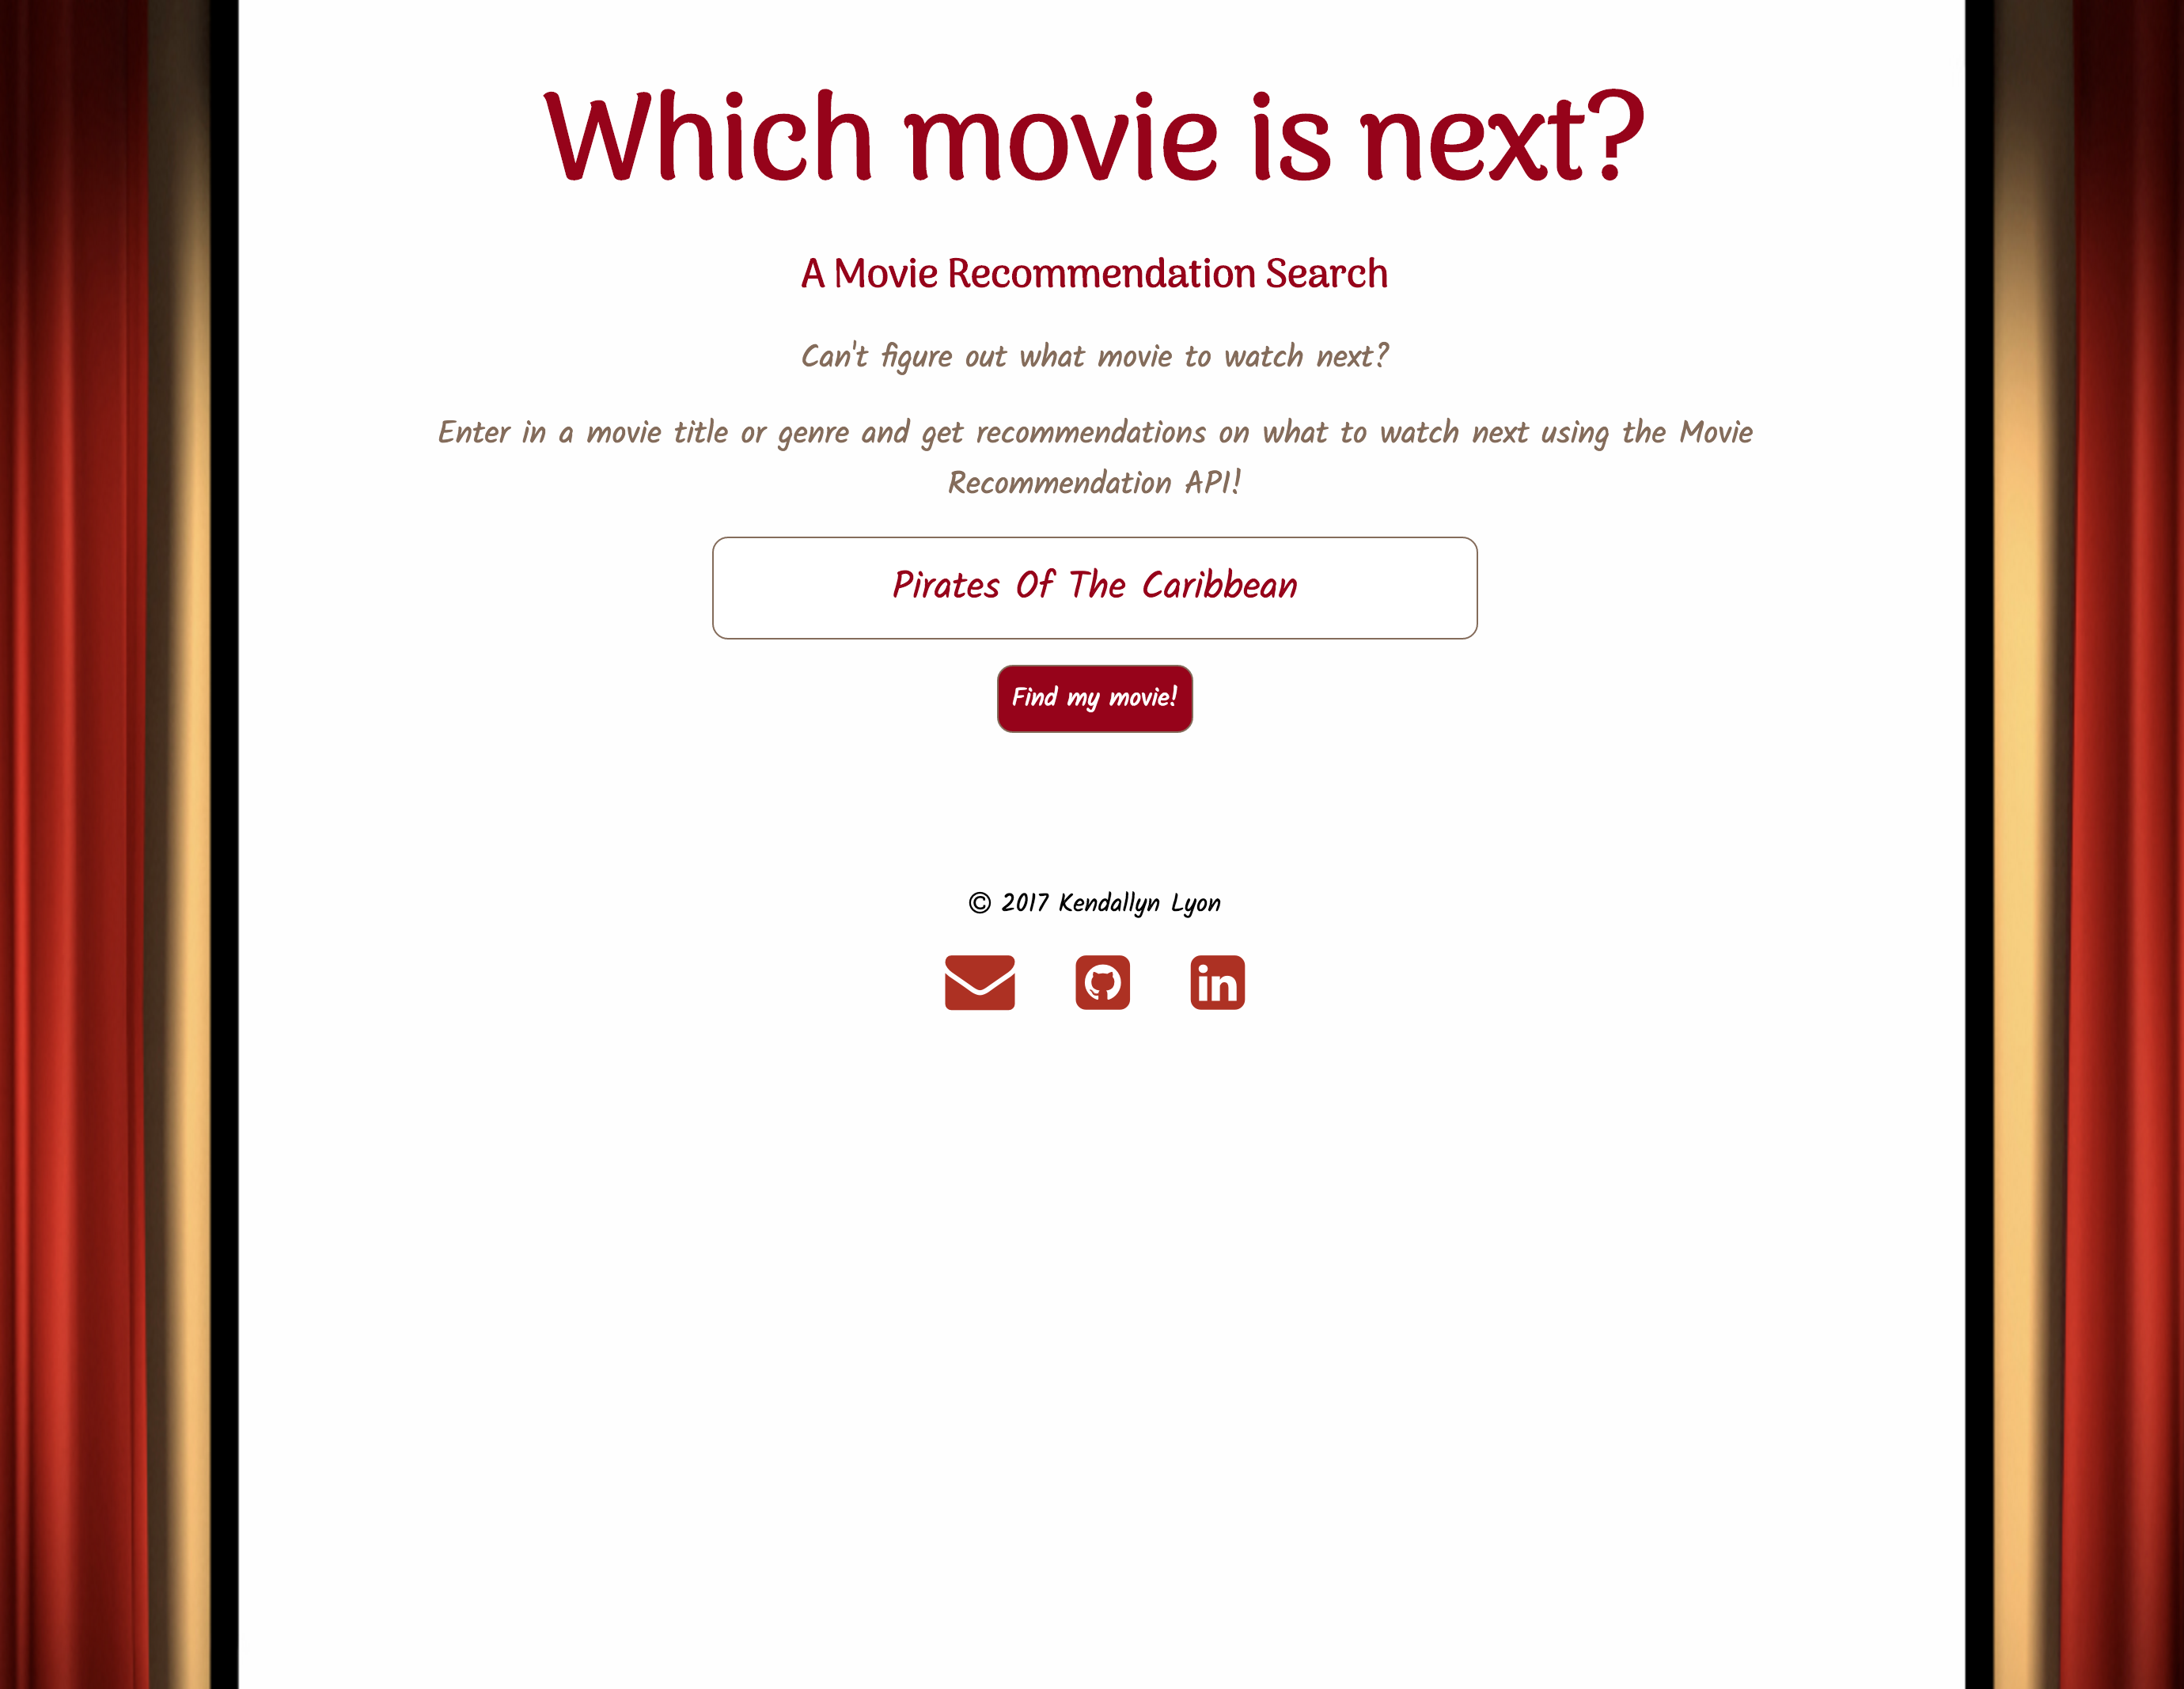 Which movie is next?
A Movie Recommendation Search
Can't figure out what movie to watch next?
Enter in a movie title or genre and get recommendations on what to watch next using the Movie
Recommendation API!
Pirates Of The Caribbean
Find my movie!
© 2017 Kendallyn Lyon
in